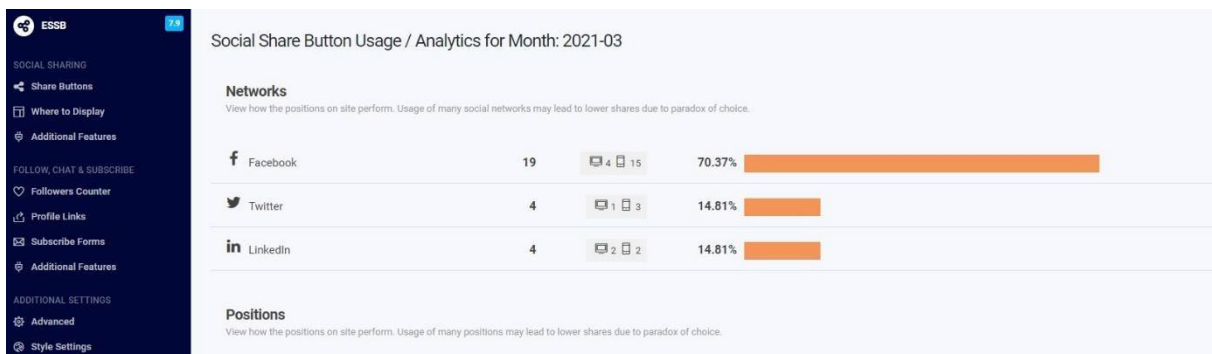 ESSB
7.9
SOCIAL SHARING
Share Buttons
Where to Display
Additional Features
FOLLOW, CHAT & SUBSCRIBE
Followers Counter
Profile Links
Subscribe Forms
Additional Features
ADDITIONAL SETTINGS
Advanced
Style Settings
Social Share Button Usage / Analytics for Month: 2021-03
Networks
View how the positions on site perform. Usage of many social networks may lead to lower shares due to paradox of choice.
Facebook 19 4 15 70.37%
Twitter 4 1 3 14.81%
LinkedIn 4 2 2 14.81%
Positions
View how the positions on site perform. Usage of many positions may lead to lower shares due to paradox of choice.